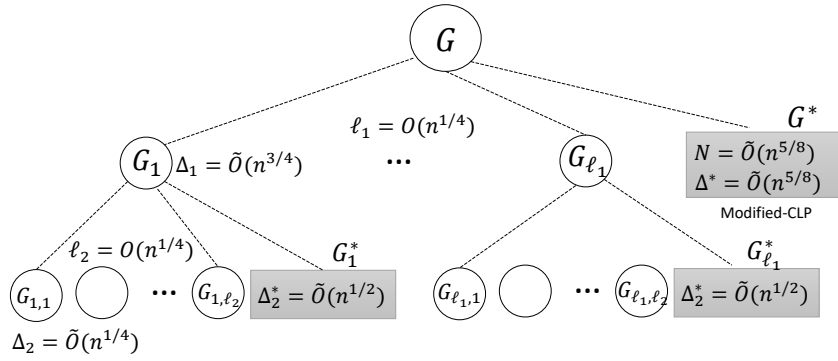 G
ℓ₁ = O(n^{1/4})
G*
G₁
Δ₁ = Õ(n^{3/4})
...
G_{ℓ₁}
N = Õ(n^{5/8})
Δ* = Õ(n^{5/8})
Modified-CLP
ℓ₂ = O(n^{1/4})
G₁*
G*_{ℓ₁}
G_{1,1}
...
G_{1,ℓ₂}
Δ₂* = Õ(n^{1/2})
G_{ℓ₁,1}
...
G_{ℓ₁,ℓ₂}
Δ₂* = Õ(n^{1/2})
Δ₂ = Õ(n^{1/4})